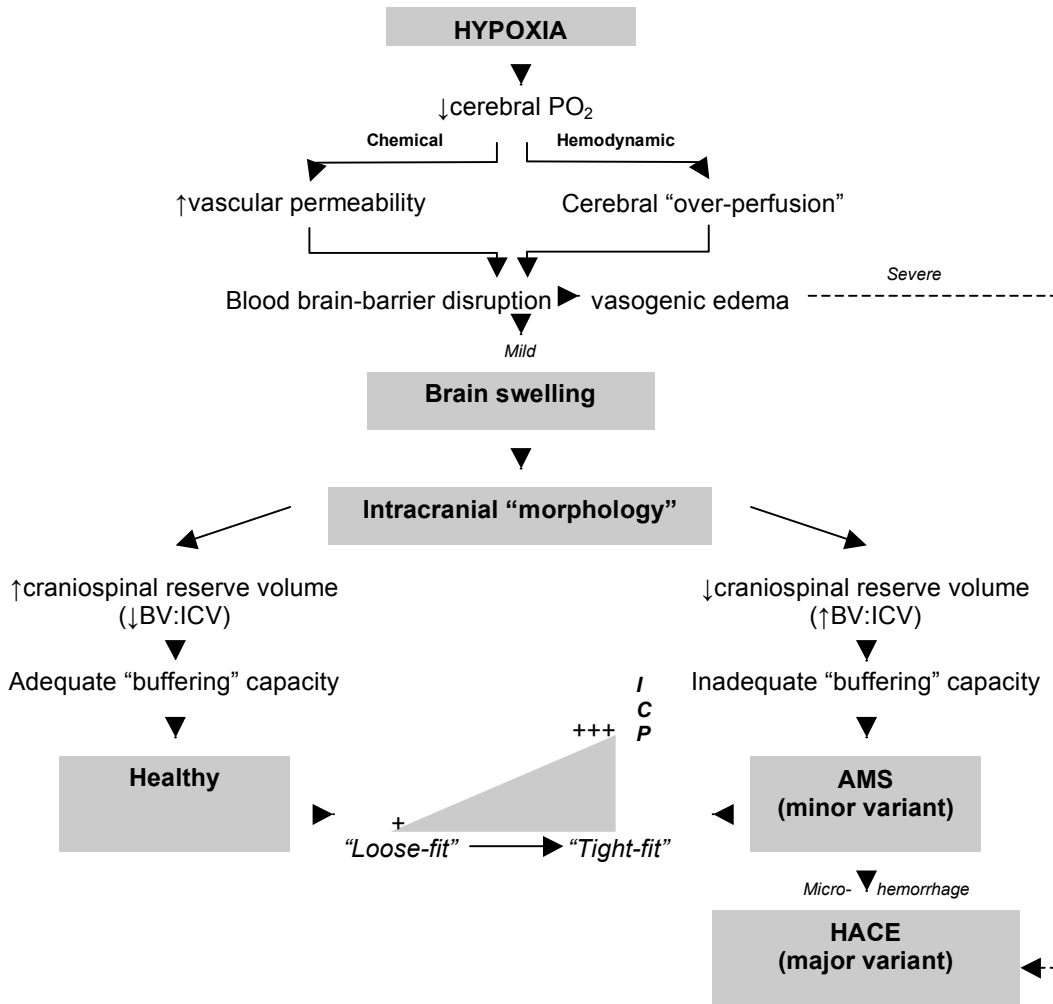 HYPOXIA
↓cerebral PO₂
Chemical
Hemodynamic
↑vascular permeability
Cerebral “over-perfusion”
Severe
Blood brain-barrier disruption
vasogenic edema
Mild
Brain swelling
Intracranial “morphology”
↑craniospinal reserve volume
(↓BV:ICV)
↓craniospinal reserve volume
(↑BV:ICV)
Adequate “buffering” capacity
Inadequate “buffering” capacity
I
C
P
+++
+
“Loose-fit”
“Tight-fit”
Healthy
AMS
(minor variant)
Micro- hemorrhage
HACE
(major variant)